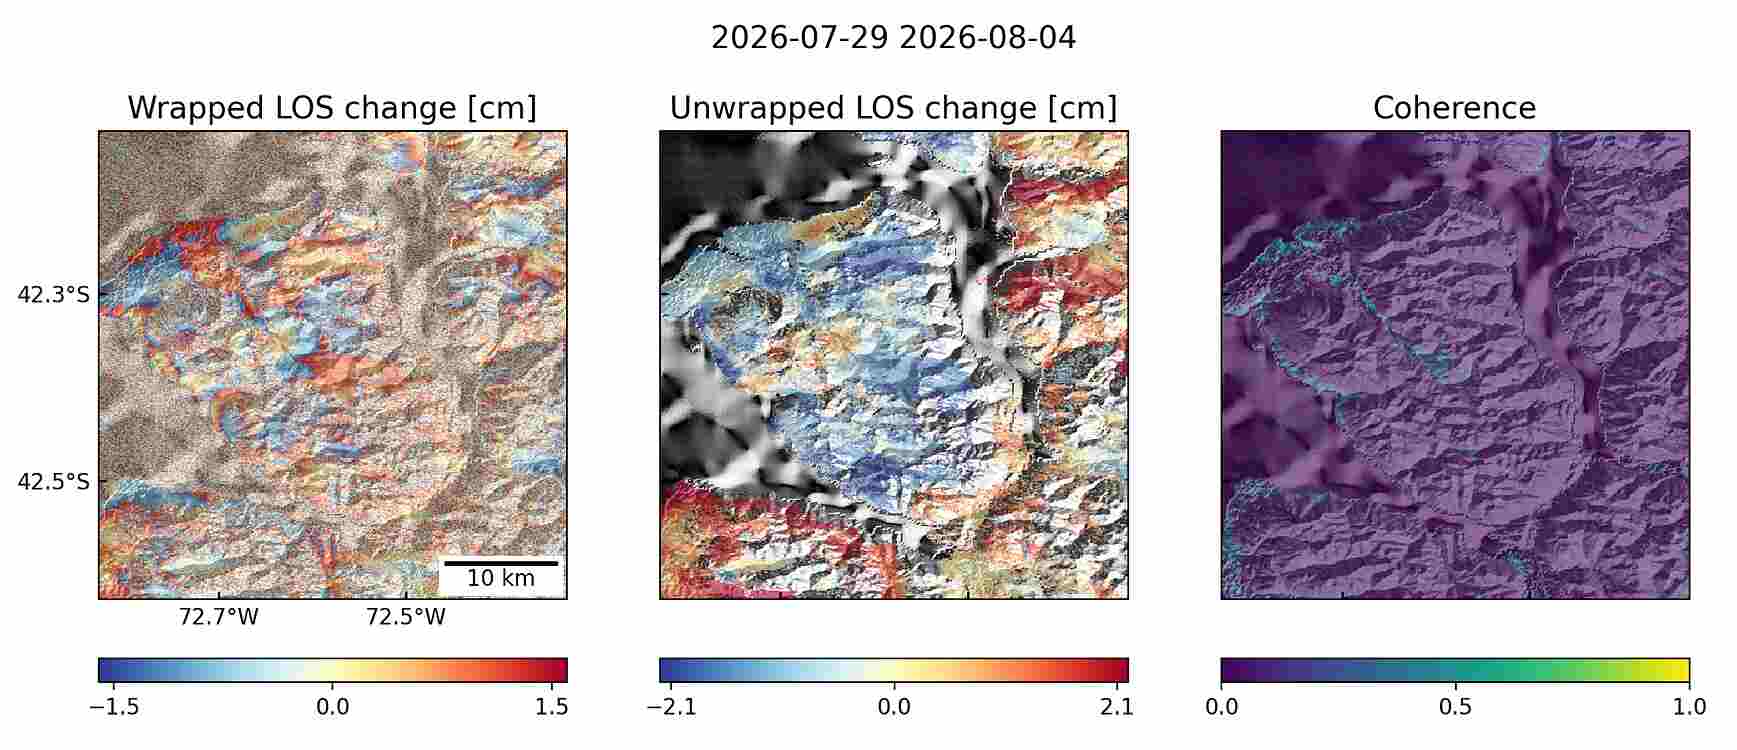 2026-07-29 2026-08-04
Wrapped LOS change [cm]
Unwrapped LOS change [cm]
Coherence
42.3°S
42.5°S
10 km
72.7°W
72.5°W
−1.5
0.0
1.5
−2.1
0.0
2.1
0.0
0.5
1.0